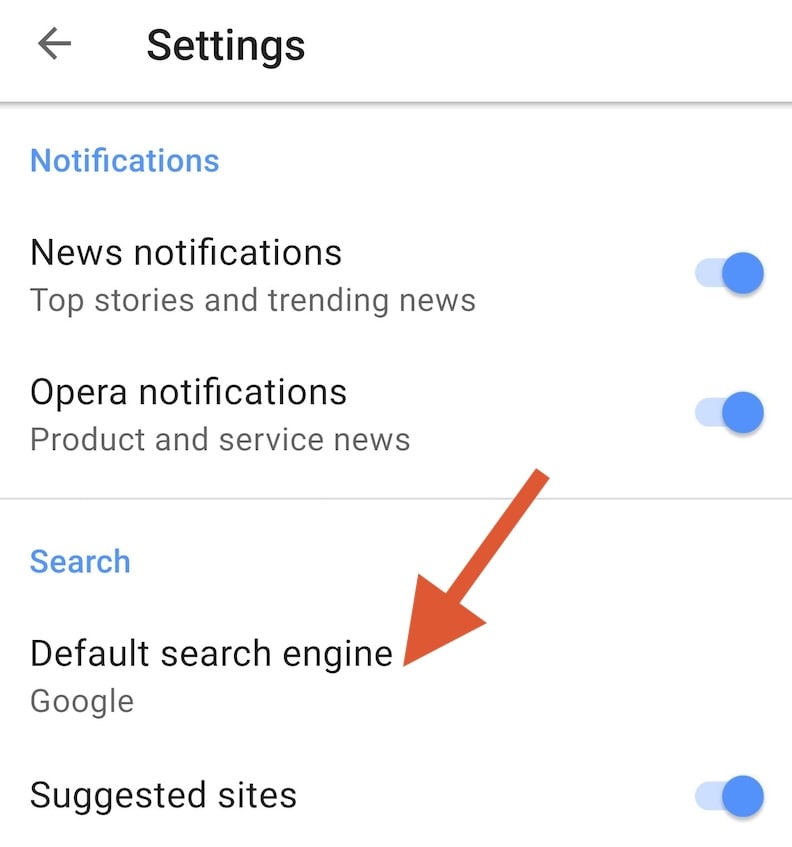 Settings
Notifications
News notifications
Top stories and trending news
Opera notifications
Product and service news
Search
Default search engine
Google
Suggested sites